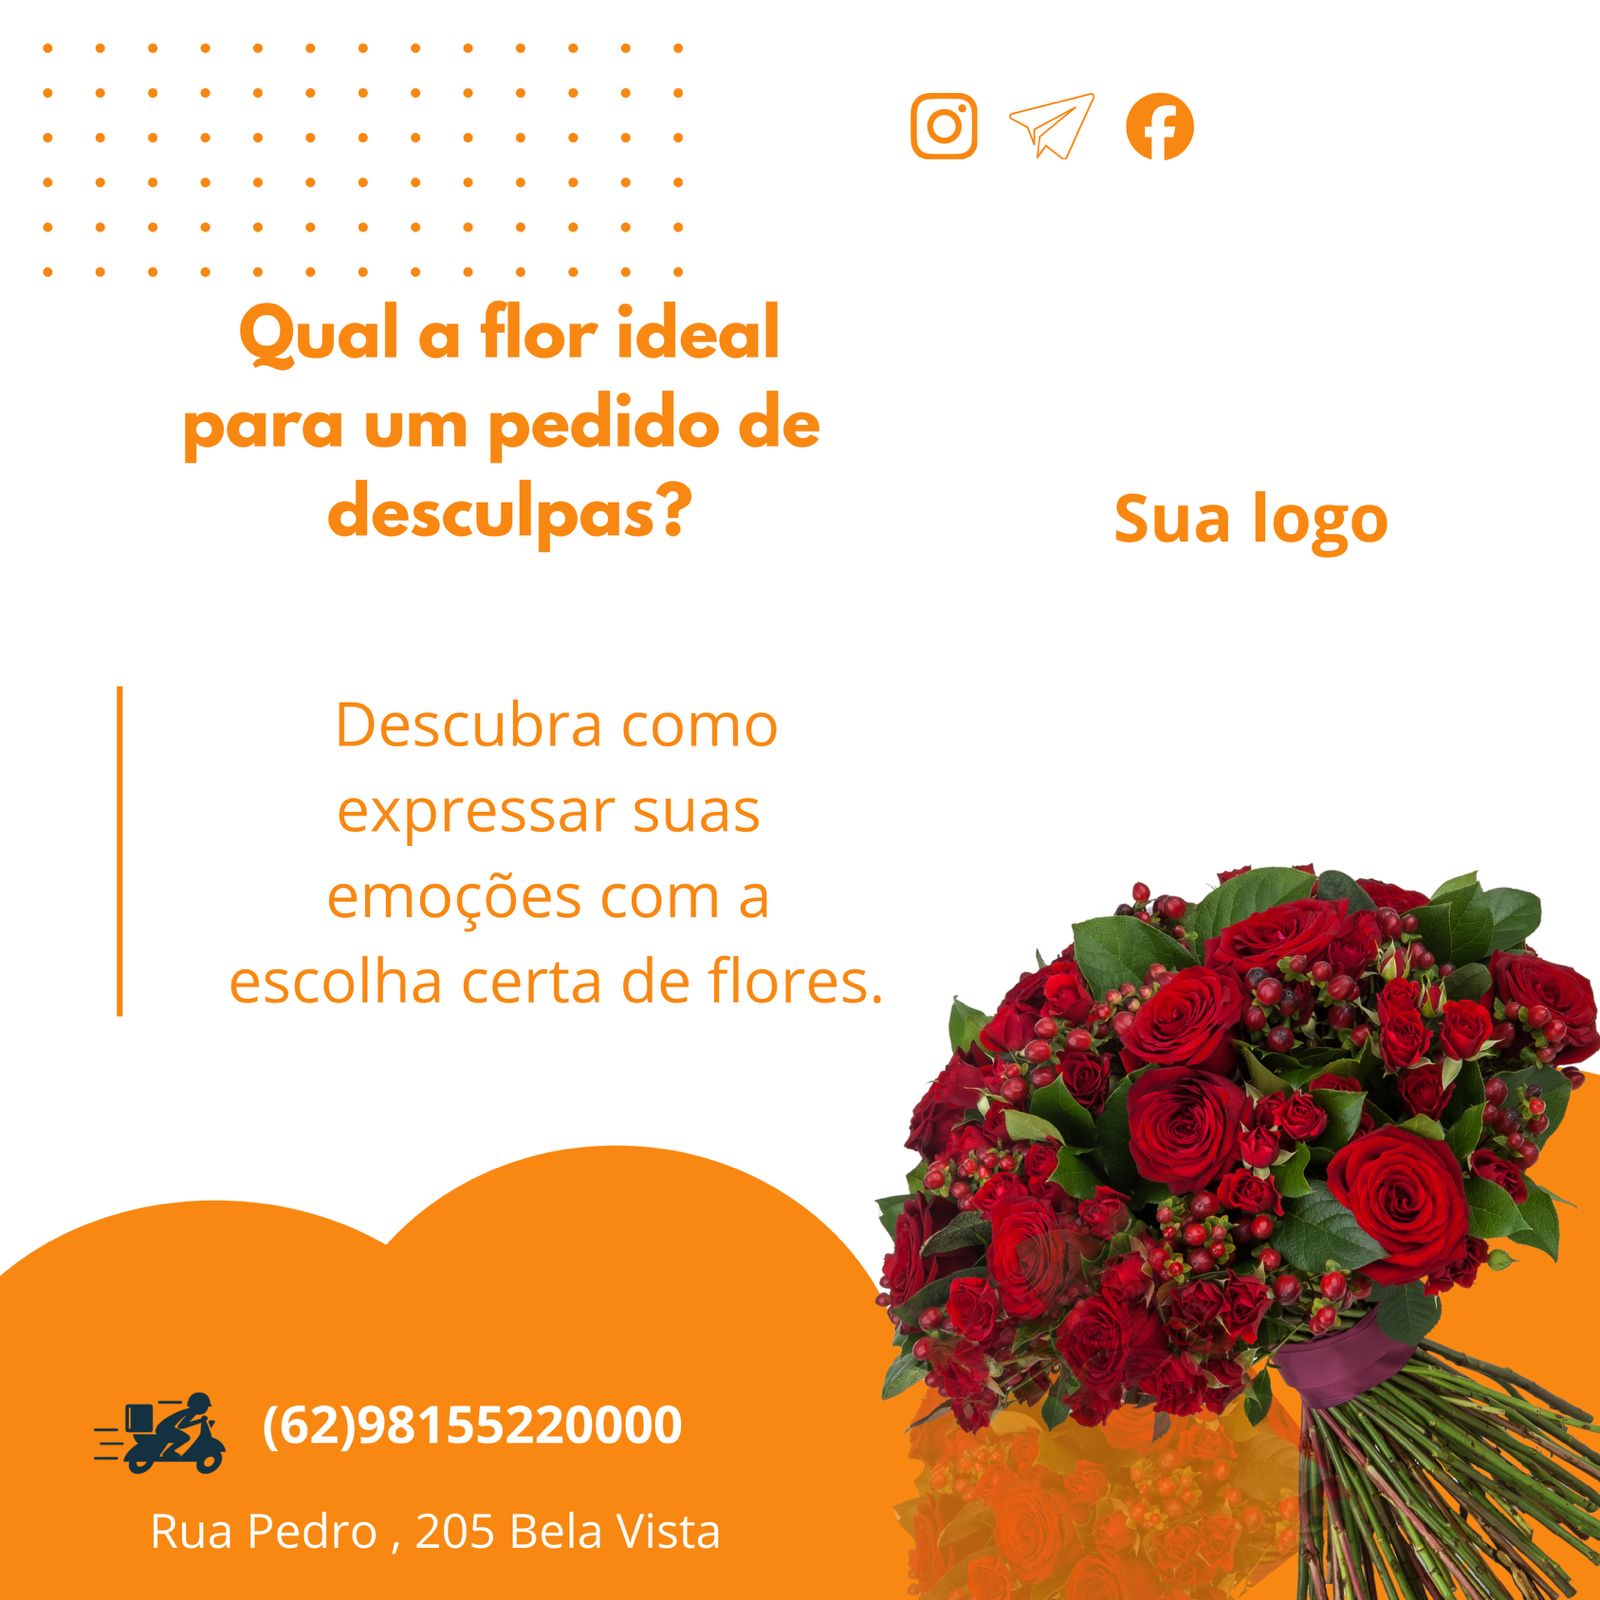 Qual a flor ideal
para um pedido de
desculpas?
Sua logo
Descubra como
expressar suas
emoções com a
escolha certa de flores.
(62)98155220000
Rua Pedro , 205 Bela Vista